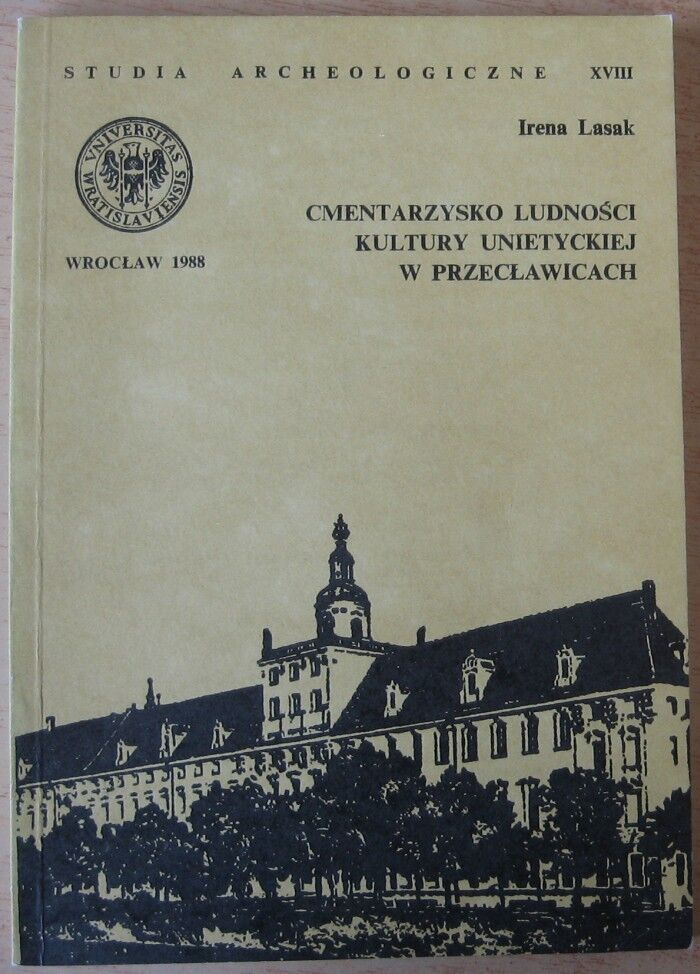 STUDIA ARCHEOLOGICZNE XVIII
Irena Lasak
VNIVERSITAS
WRATISLAVIENSIS
WROCŁAW 1988
CMENTARZYSKO LUDNOŚCI
KULTURY UNIETYCKIEJ
W PRZECŁAWICACH